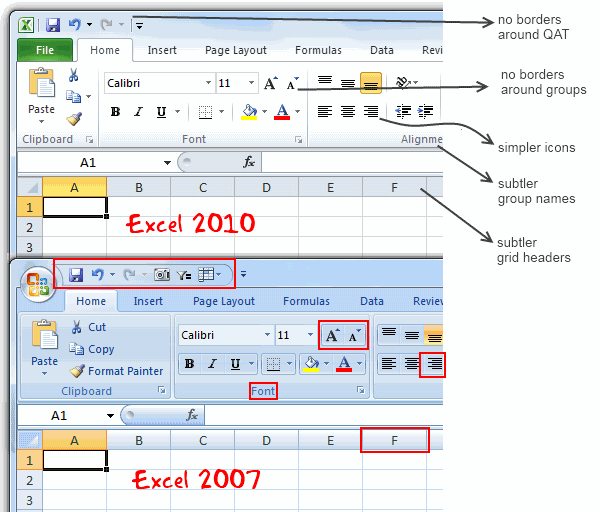 no borders
around QAT
File Home Insert Page Layout Formulas Data Revi
Calibri 11 A A
no borders
around groups
Paste B I U A
Clipboard Font Alignme
simpler icons
A1 fx
A B C D E F
subtler
group names
1
2
3
Excel 2010
subtler
grid headers
Home Insert Page Layout Formulas Data Review
Cut
Calibri 11 A A
Paste
Copy
Format Painter
B I U A
Clipboard Font
A1 fx
A B C D E F
1
2
3
Excel 2007